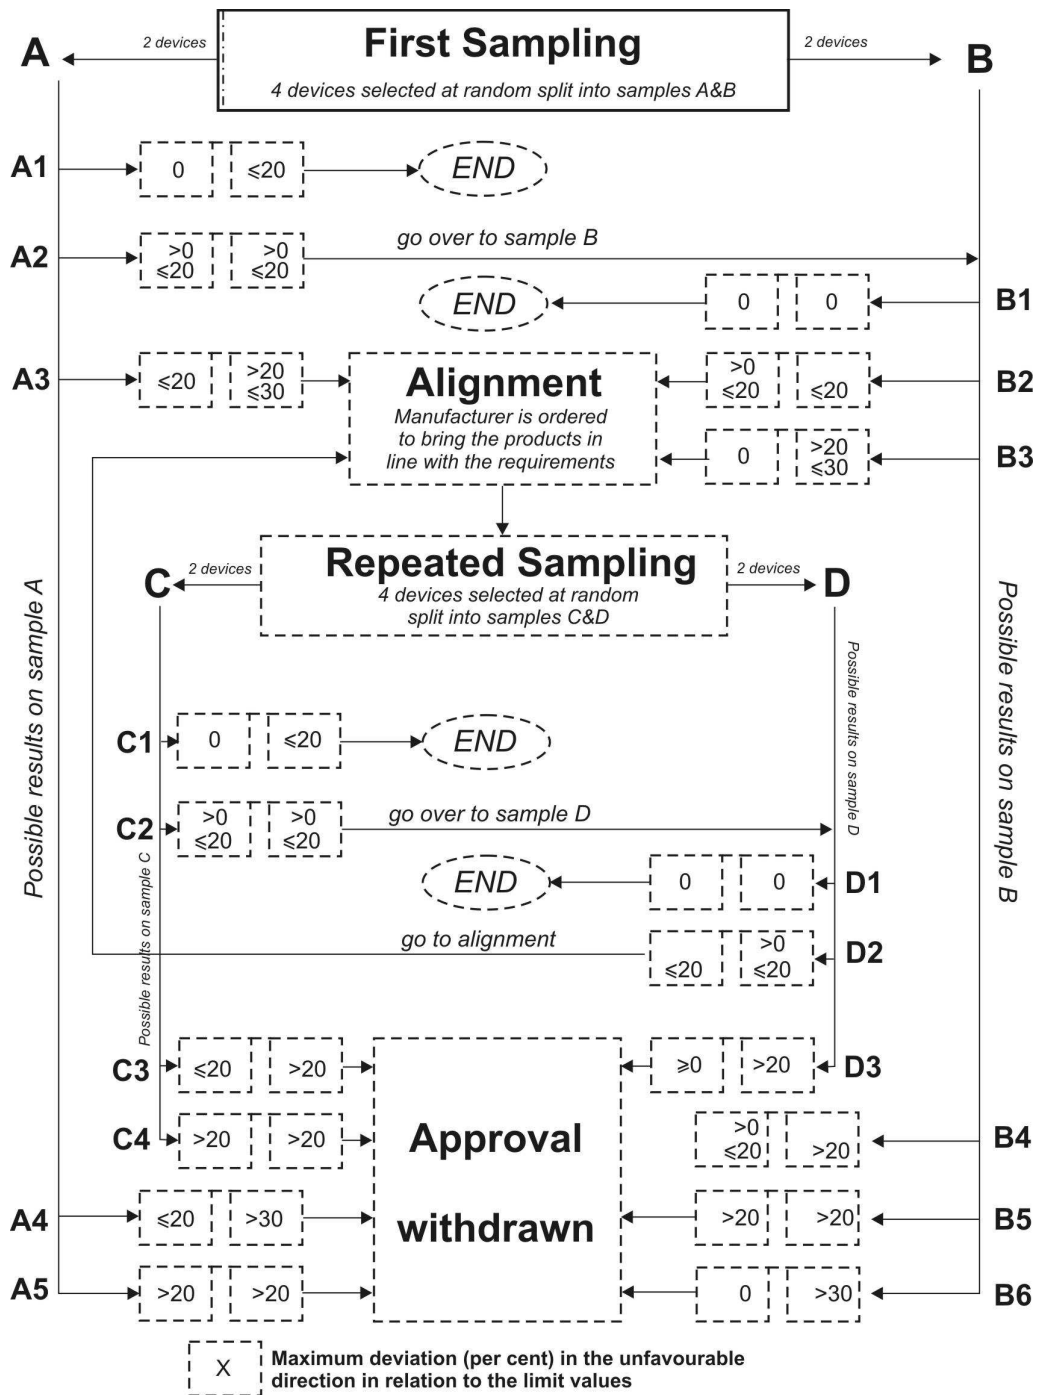 A
2 devices
First Sampling
2 devices
B
4 devices selected at random split into samples A&B
A1
0
⩽20
END
A2
>0
⩽20
>0
⩽20
go over to sample B
END
0
0
B1
A3
⩽20
>20
⩽30
Alignment
Manufacturer is ordered
to bring the products in
line with the requirements
>0
⩽20
⩽20
B2
0
>20
⩽30
B3
Repeated Sampling
4 devices selected at random
split into samples C&D
C
2 devices
2 devices
D
Possible results on sample A
Possible results on sample B
Possible results on sample D
C1
0
⩽20
END
C2
>0
⩽20
>0
⩽20
go over to sample D
Possible results on sample C
END
0
0
D1
go to alignment
⩽20
>0
⩽20
D2
C3
⩽20
>20
⩾0
>20
D3
C4
>20
>20
Approval
withdrawn
>0
⩽20
>20
B4
A4
⩽20
>30
>20
>20
B5
A5
>20
>20
0
>30
B6
X
Maximum deviation (per cent) in the unfavourable
direction in relation to the limit values